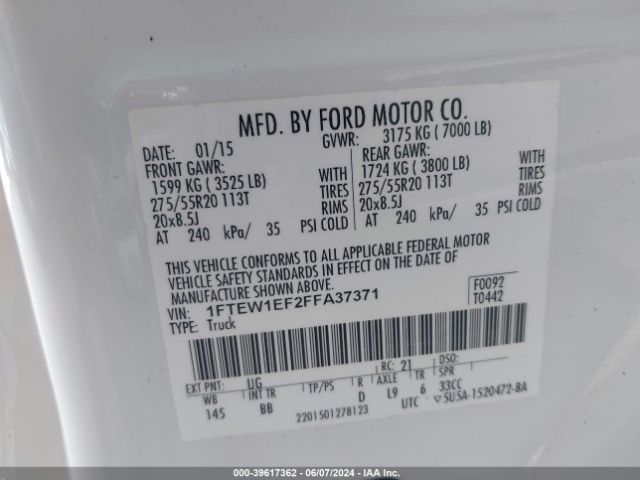 MFD. BY FORD MOTOR CO.
DATE: 01/15 GVWR: 3175 KG ( 7000 LB)
FRONT GAWR: WITH REAR GAWR: WITH
1599 KG ( 3525 LB) TIRES 1724 KG ( 3800 LB) TIRES
275/55R20 113T RIMS 275/55R20 113T RIMS
20x8.5J 20x8.5J
AT 240 kPa/ 35 PSI COLD AT 240 kPa/ 35 PSI COLD
THIS VEHICLE CONFORMS TO ALL APPLICABLE FEDERAL MOTOR
VEHICLE SAFETY STANDARDS IN EFFECT ON THE DATE OF
MANUFACTURE SHOWN ABOVE.
VIN: 1FTEW1EF2FFA37371 F0092
TYPE: Truck T0442
EXT PNT: UG RC: 21 DSO:
WB INT TR TP/PS R AXLE TR SPR
145 BB D L9 6 33CC
2201501278123 UTC ▽5U5A-1520472-BA
000-39617362 - 06/07/2024 - IAA Inc.